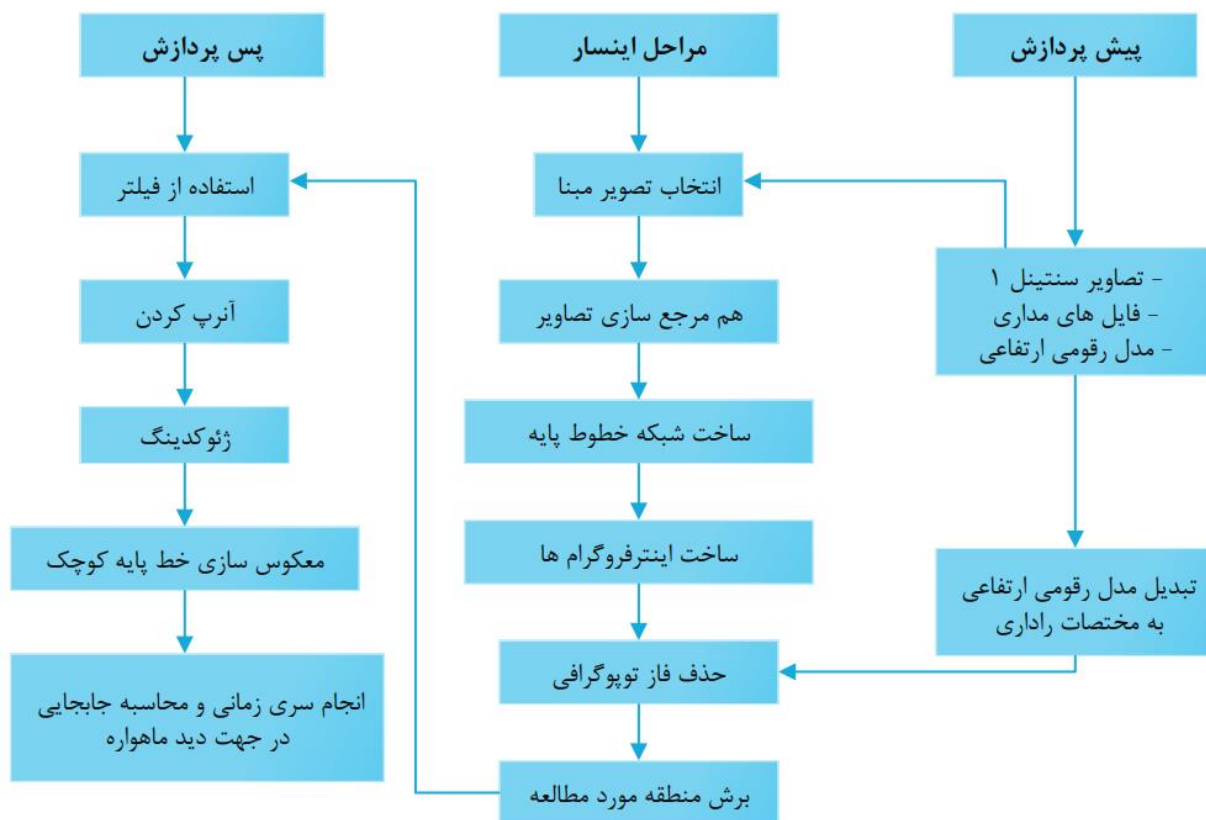 پیش پردازش
- تصاویر سنتینل ۱
- فایل های مداری
- مدل رقومی ارتفاعی
تبدیل مدل رقومی ارتفاعی
به مختصات راداری
مراحل اینسار
انتخاب تصویر مبنا
هم مرجع سازی تصاویر
ساخت شبکه خطوط پایه
ساخت اینترفروگرام ها
حذف فاز توپوگرافی
برش منطقه مورد مطالعه
پس پردازش
استفاده از فیلتر
آنرپ کردن
ژئوکدینگ
معکوس سازی خط پایه کوچک
انجام سری زمانی و محاسبه جابجایی
در جهت دید ماهواره